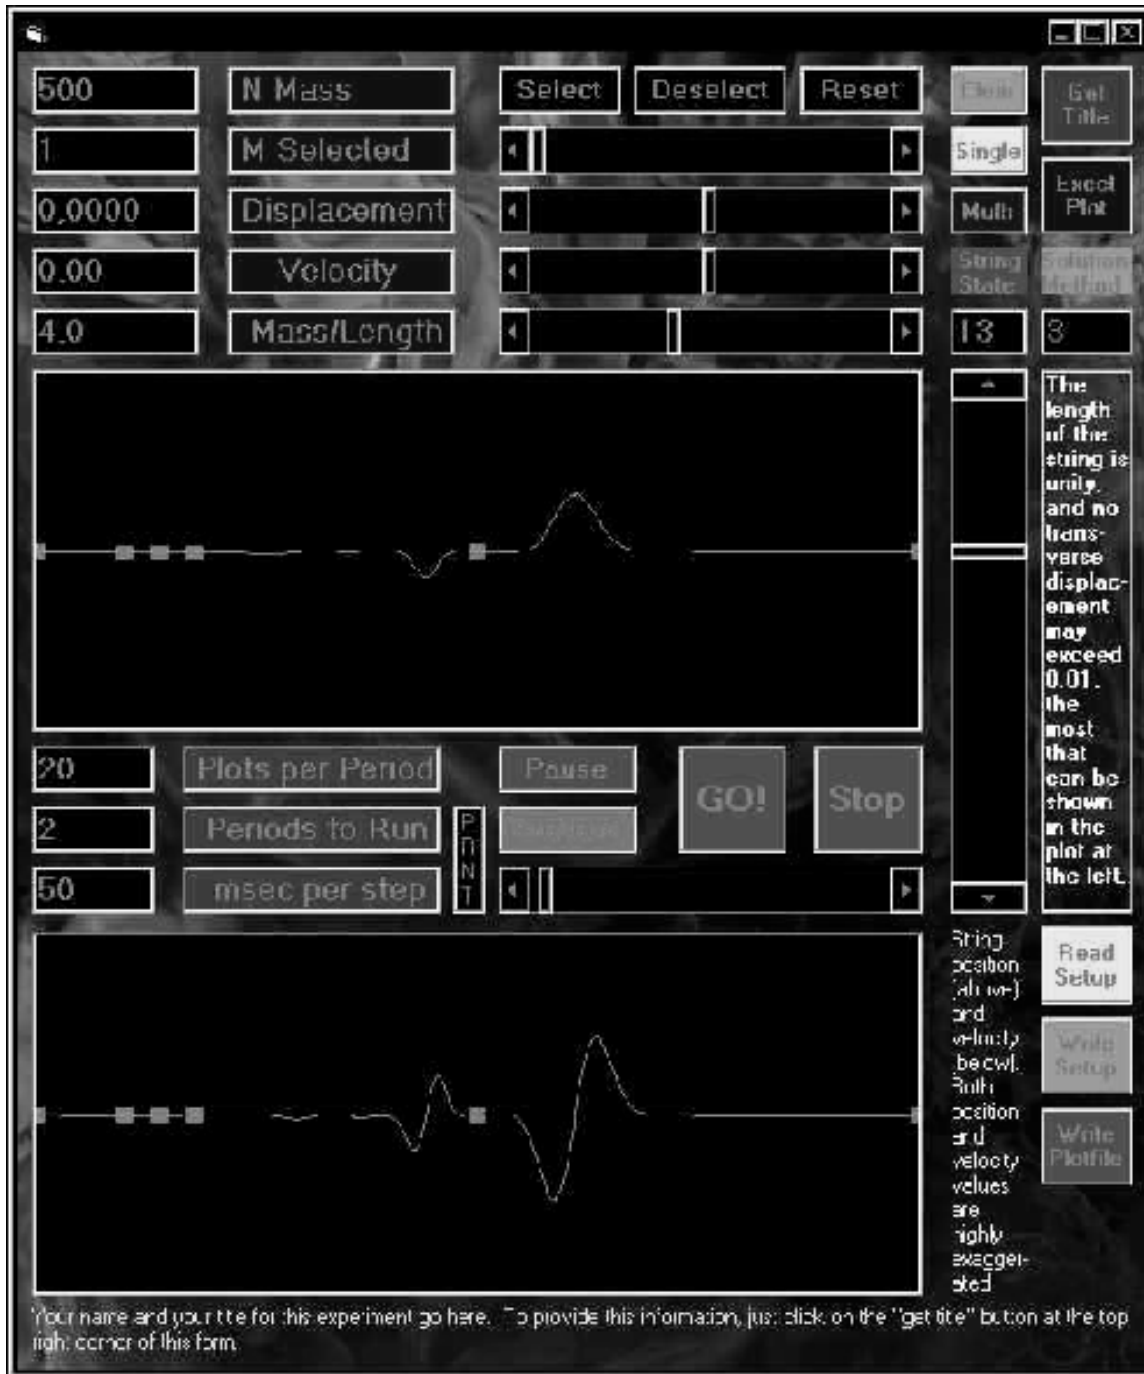 500
N Mass
Select
Deselect
Reset
Clear
Get
Title
1
M Selected
Single
Excel
Plot
0.0000
Displacement
Multi
0.00
Velocity
String
State
Solution
Method
4.0
Mass/Length
13
3
The
length
of the
string is
unity,
and no
trans-
verse
displac-
ement
may
exceed
0.01,
the
most
that
can be
shown
in the
plot at
the left.
20
Plots per Period
Pause
GO!
Stop
2
Periods to Run
P
R
N
T
50
msec per step
String
position
(above)
and
velocity
(below).
Both
position
and
velocity
values
are
highly
exagger-
ated
Read
Setup
Write
Setup
Write
Plotfile
Your name and your title for this experiment go here. To provide this information, just click on the "get title" button at the top
right corner of this form.